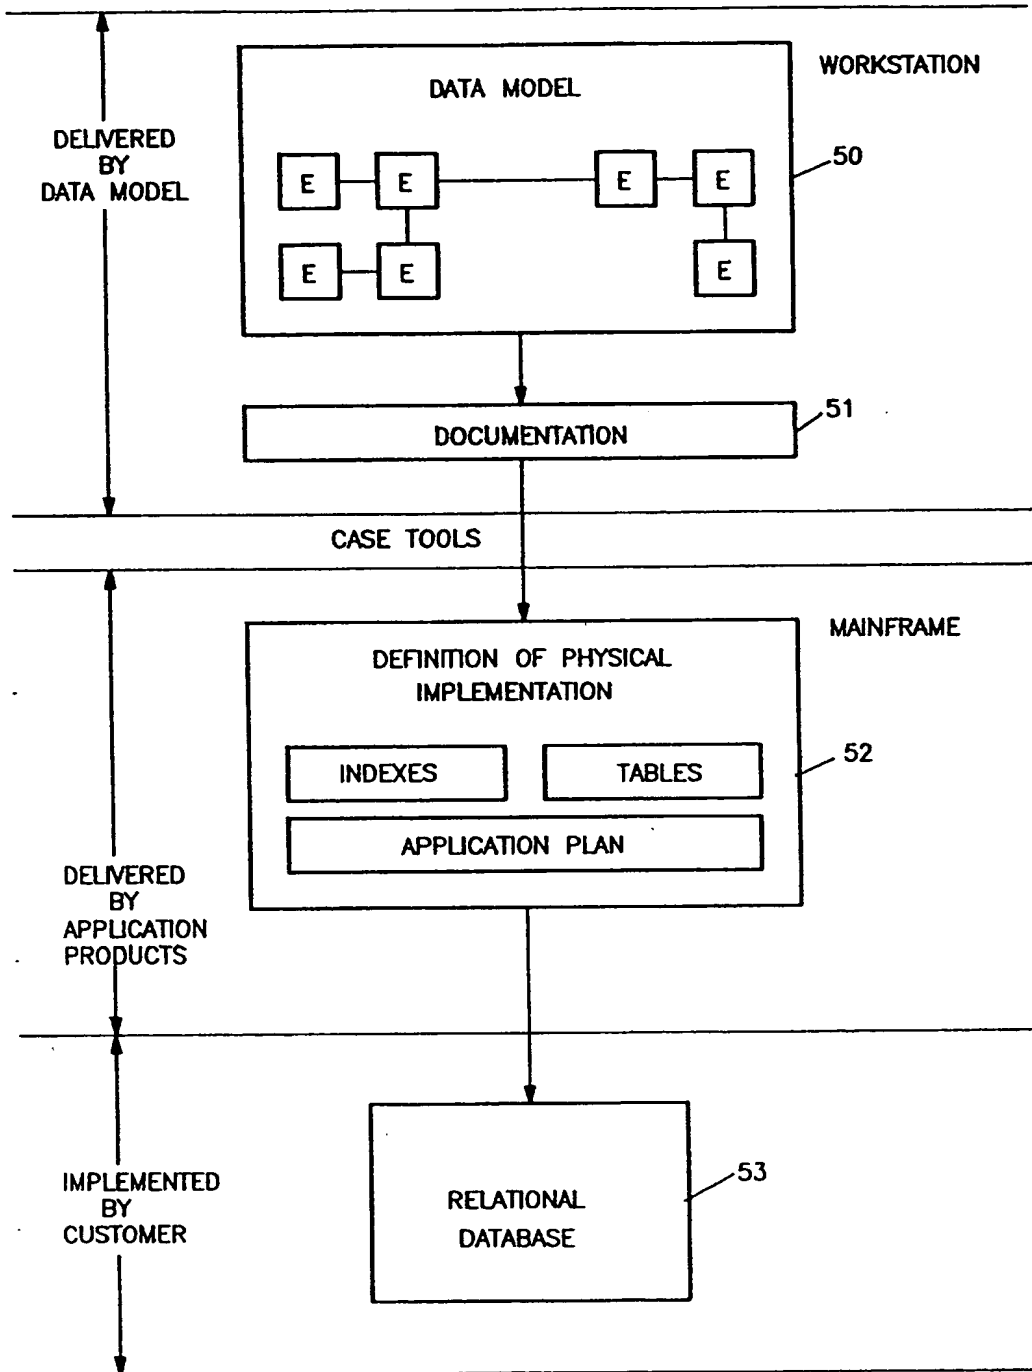 WORKSTATION
DATA MODEL
DELIVERED
BY
DATA MODEL
50
E
E
E
E
E
E
E
51
DOCUMENTATION
CASE TOOLS
MAINFRAME
DEFINITION OF PHYSICAL
IMPLEMENTATION
52
INDEXES
TABLES
APPLICATION PLAN
DELIVERED
BY
APPLICATION
PRODUCTS
53
IMPLEMENTED
BY
CUSTOMER
RELATIONAL
DATABASE